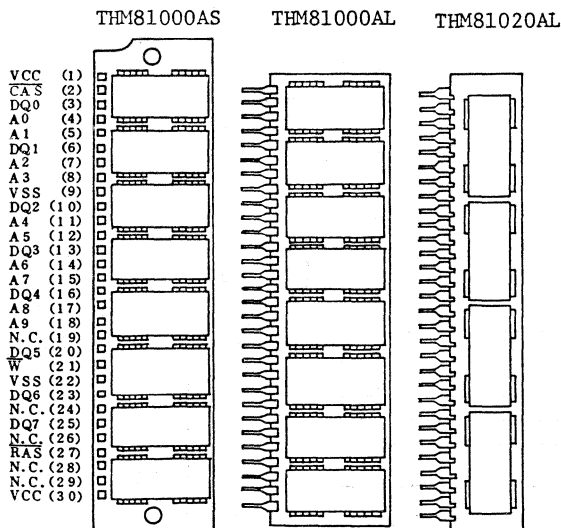 THM81000AS THM81000AL THM81020AL
VCC (1)
CAS (2)
DQ0 (3)
A0 (4)
A1 (5)
DQ1 (6)
A2 (7)
A3 (8)
VSS (9)
DQ2 (10)
A4 (11)
A5 (12)
DQ3 (13)
A6 (14)
A7 (15)
DQ4 (16)
A8 (17)
A9 (18)
N.C. (19)
DQ5 (20)
W (21)
VSS (22)
DQ6 (23)
N.C. (24)
DQ7 (25)
N.C. (26)
RAS (27)
N.C. (28)
N.C. (29)
VCC (30)